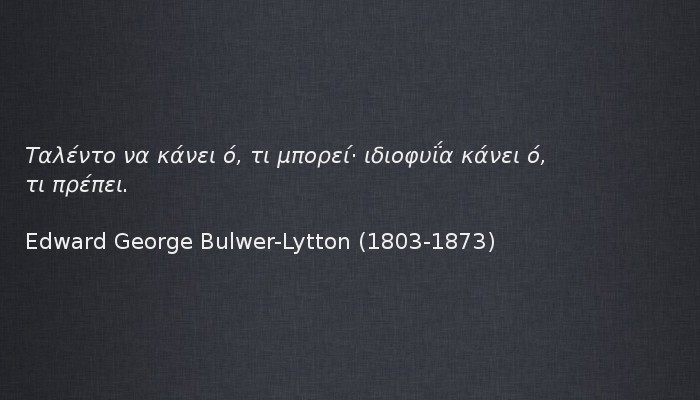 Ταλέντο να κάνει ό, τι μπορεί· ιδιοφυΐα κάνει ό,
τι πρέπει.
Edward George Bulwer-Lytton (1803-1873)